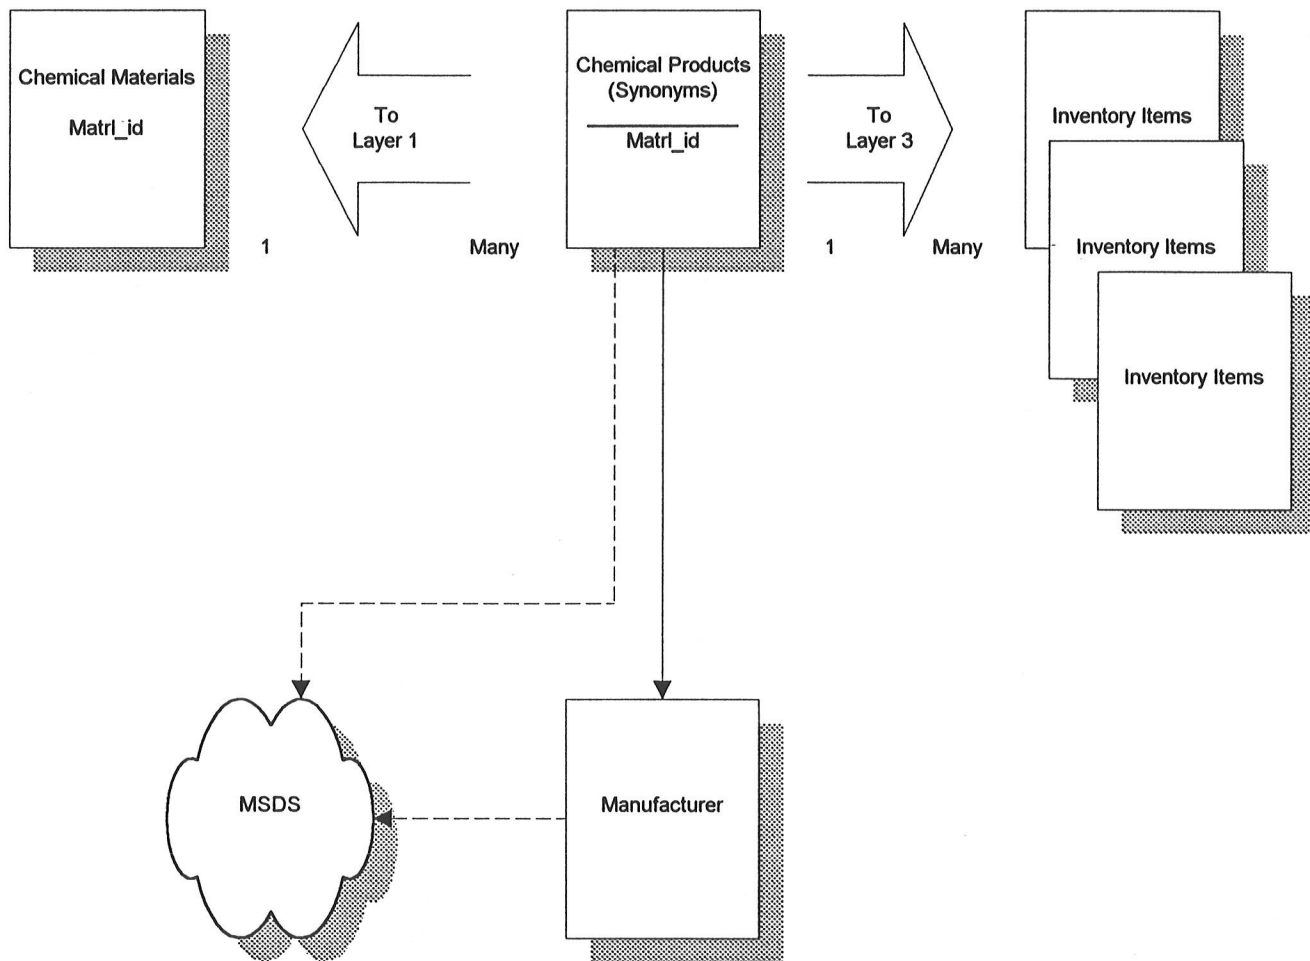 Chemical Materials
Matrl_id
To
Layer 1
Chemical Products
(Synonyms)
Matrl_id
To
Layer 3
Inventory Items
1
Many
1
Many
Inventory Items
Inventory Items
MSDS
Manufacturer